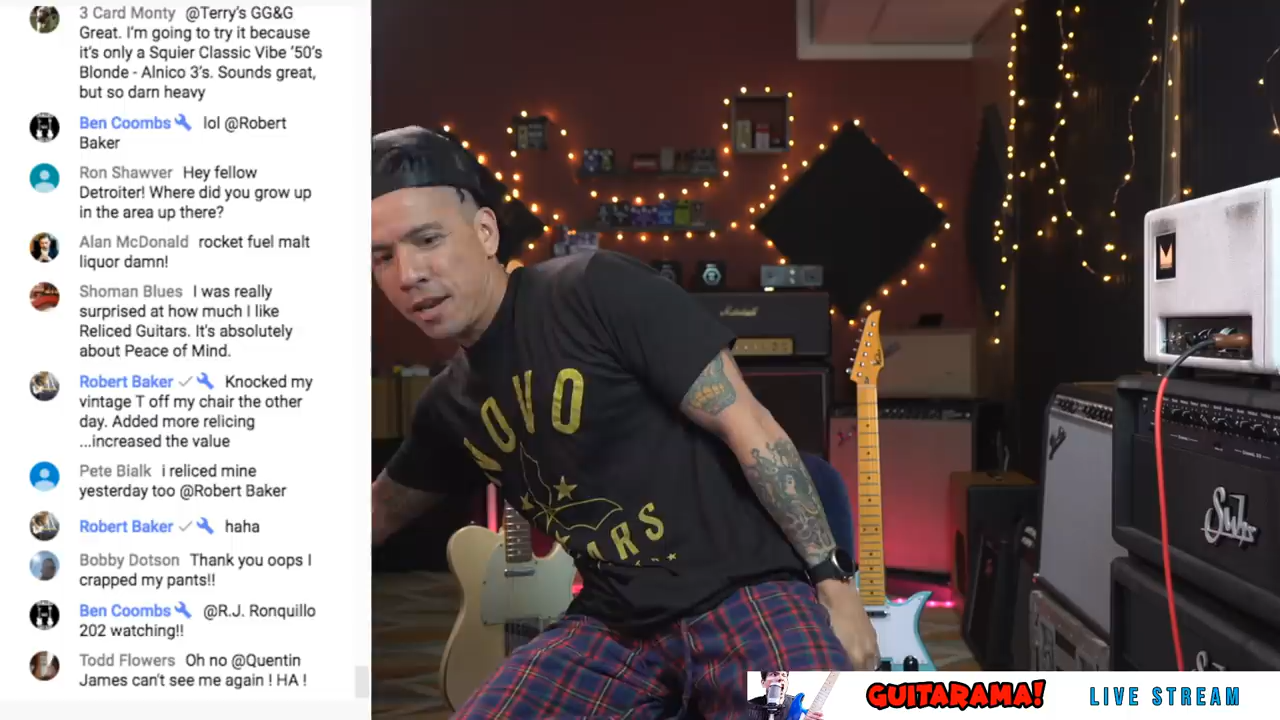 3 Card Monty @Terry's GG&G
Great. I'm going to try it because
it's only a Squier Classic Vibe '50's
Blonde - Alnico 3's. Sounds great,
but so darn heavy
Ben Coombs lol @Robert
Baker
Ron Shawver Hey fellow
Detroiter! Where did you grow up
in the area up there?
Alan McDonald rocket fuel malt
liquor damn!
Shoman Blues I was really
surprised at how much I like
Reliced Guitars. It's absolutely
about Peace of Mind.
Robert Baker Knocked my
vintage T off my chair the other
day. Added more relicing
...increased the value
Pete Bialk i reliced mine
yesterday too @Robert Baker
Robert Baker haha
Bobby Dotson Thank you oops I
crapped my pants!!
Ben Coombs @R.J. Ronquillo
202 watching!!
Todd Flowers Oh no @Quentin
James can't see me again ! HA !
Marshall
NOVO
Suhr
GUITARAMA!
LIVE STREAM